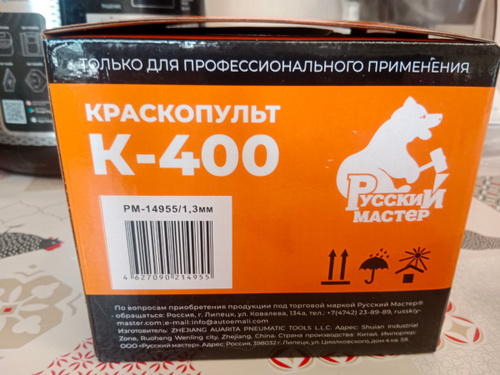 ТОЛЬКО ДЛЯ ПРОФЕССИОНАЛЬНОГО ПРИМЕНЕНИЯ
КРАСКОПУЛЬТ
К-400
РУССКИЙ
МАСТЕР
РМ-14955/1,3мм
4 627090 214955
По вопросам приобретения продукции под торговой маркой Русский Мастер®
- обращаться: Россия, г. Липецк, ул. Ковалева, 134а, тел.: +7(4742) 23-89-89, russkiy-
master.com;e-mail: info@autoemali.com
Изготовитель: ZHEJIANG AUARITA PNEUMATIC TOOLS L.L.C. Адрес: Shuian Industrial
Zone, Ruoheng Wenling city, Zhejiang, China. Страна производства: Китай. Импортер:
ООО «Русский мастер». Адрес: Россия, 398032 г. Липецк, ул. Циолковского, дом 4 кв. 59.